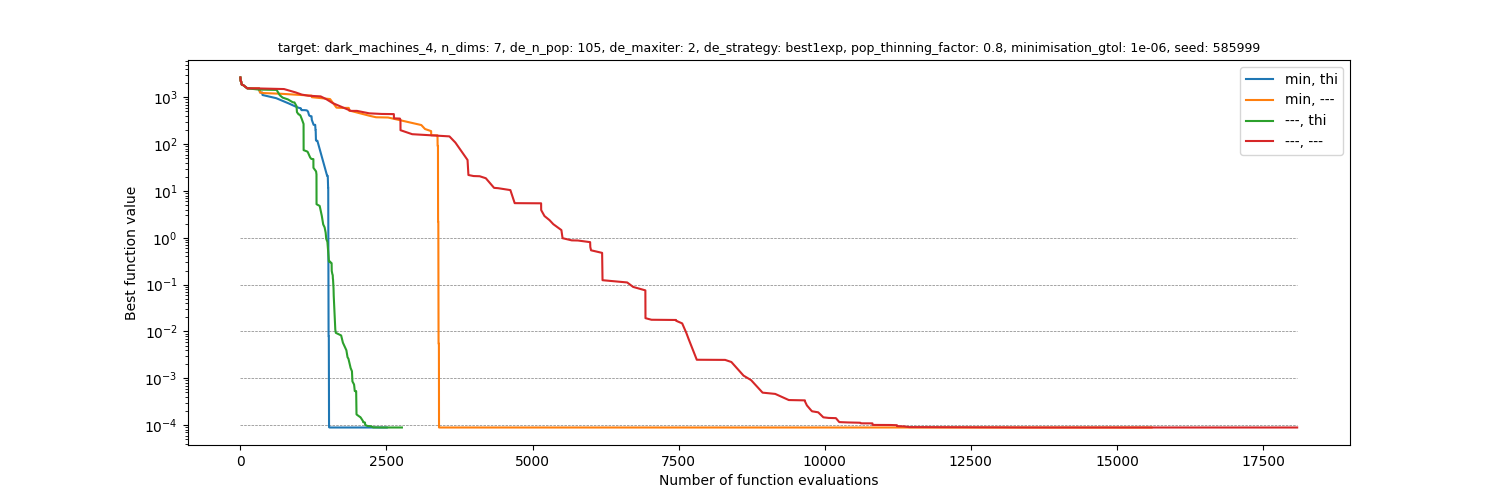 target: dark_machines_4, n_dims: 7, de_n_pop: 105, de_maxiter: 2, de_strategy: best1exp, pop_thinning_factor: 0.8, minimisation_gtol: 1e-06, seed: 585999
min, thi
min, ---
---, thi
---, ---
Best function value
10³
10²
10¹
10⁰
10⁻¹
10⁻²
10⁻³
10⁻⁴
0 2500 5000 7500 10000 12500 15000 17500
Number of function evaluations